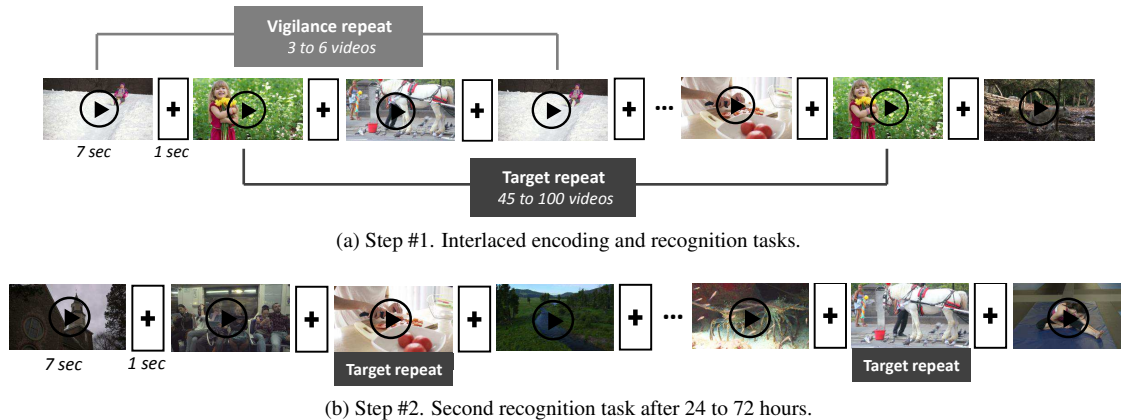 Vigilance repeat
3 to 6 videos
+ + + + ... + +
7 sec 1 sec
Target repeat
45 to 100 videos
(a) Step #1. Interlaced encoding and recognition tasks.
+ + + + ... + +
7 sec 1 sec
Target repeat
Target repeat
(b) Step #2. Second recognition task after 24 to 72 hours.